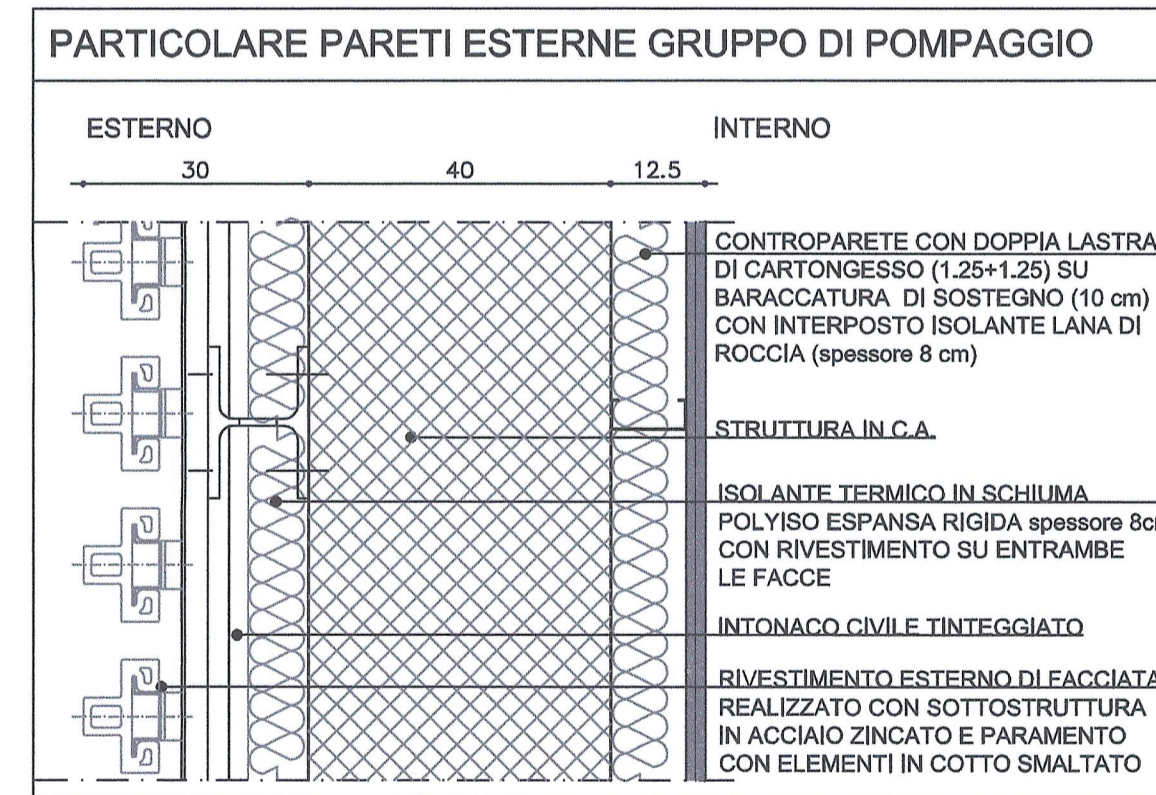 PARTICOLARE PARETI ESTERNE GRUPPO DI POMPAGGIO
ESTERNO
INTERNO
30
40
12.5
CONTROPARETE CON DOPPIA LASTRA
DI CARTONGESSO (1.25+1.25) SU
BARACCATURA DI SOSTEGNO (10 cm)
CON INTERPOSTO ISOLANTE LANA DI
ROCCIA (spessore 8 cm)
STRUTTURA IN C.A.
ISOLANTE TERMICO IN SCHIUMA
POLYISO ESPANSA RIGIDA spessore 8cm
CON RIVESTIMENTO SU ENTRAMBE
LE FACCE
INTONACO CIVILE TINTEGGIATO
RIVESTIMENTO ESTERNO DI FACCIATA
REALIZZATO CON SOTTOSTRUTTURA
IN ACCIAIO ZINCATO E PARAMENTO
CON ELEMENTI IN COTTO SMALTATO